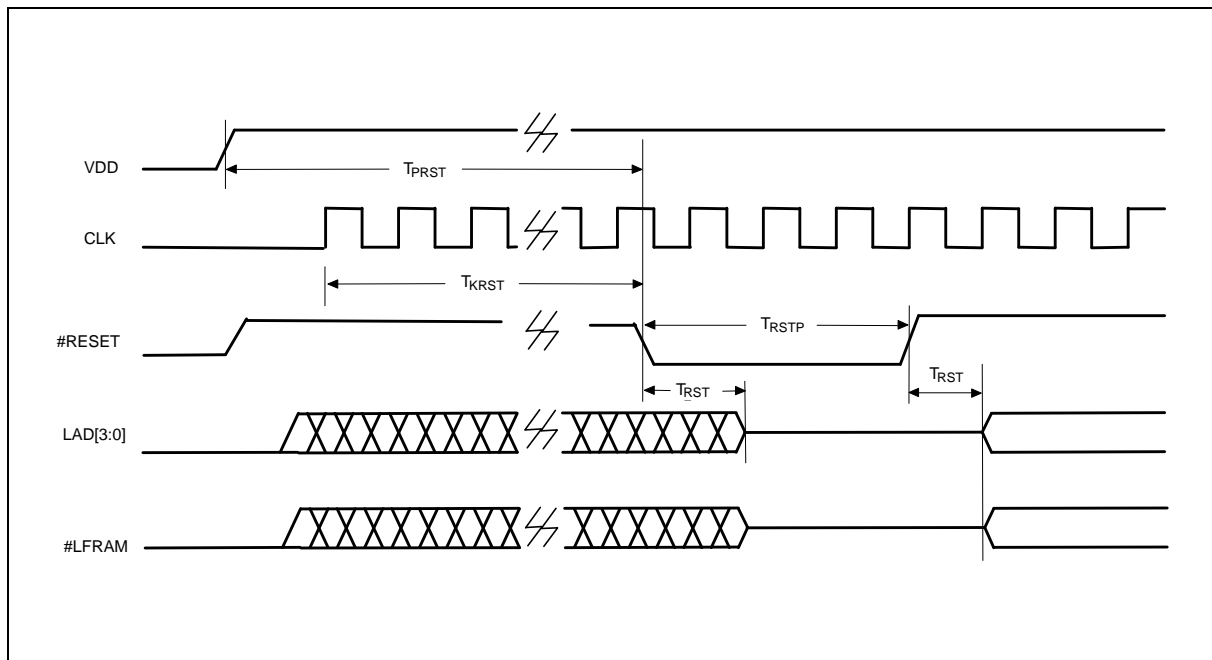 VDD
TPRST
CLK
TKRST
#RESET
TRSTP
TRST
TRST
LAD[3:0]
#LFRAM